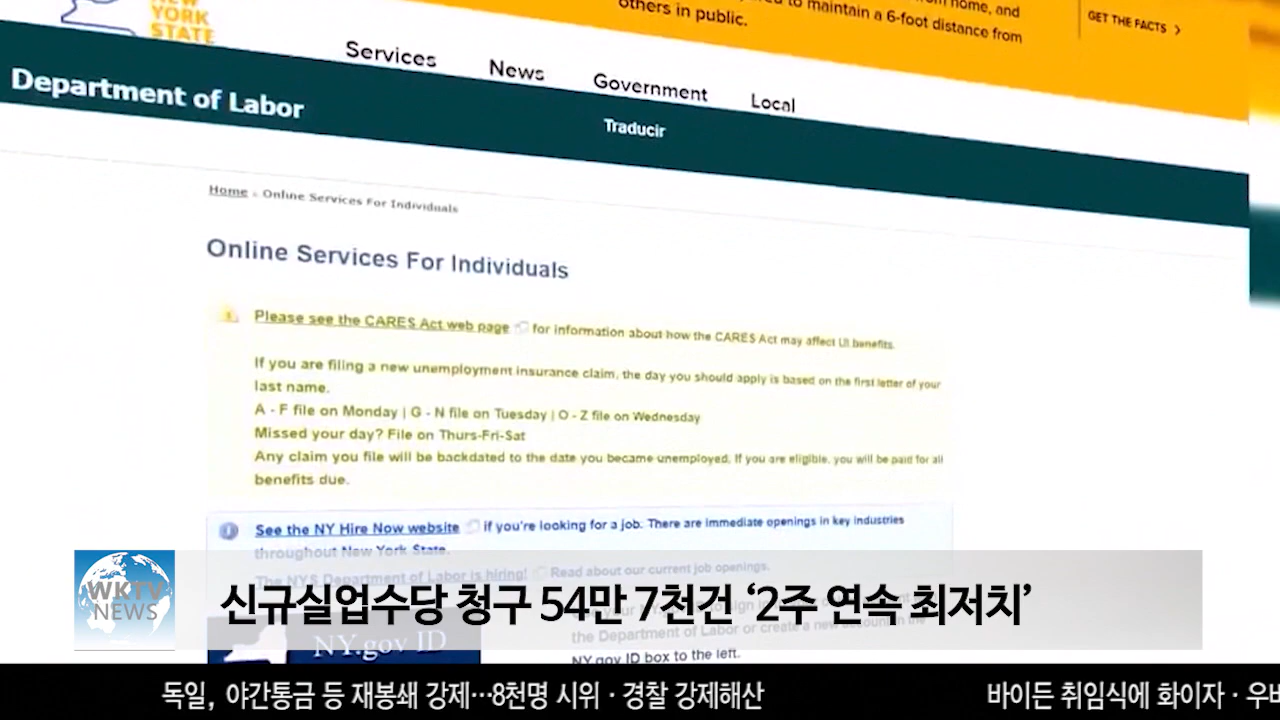 NEW
YORK
STATE
others in public.
to maintain a 6-foot distance from
home, and
GET THE FACTS >
Services
News
Government
Local
Department of Labor
Traducir
Home » Online Services For Individuals
Online Services For Individuals
Please see the CARES Act web page for information about how the CARES Act may affect UI benefits.
If you are filing a new unemployment insurance claim, the day you should apply is based on the first letter of your
last name.
A - F file on Monday | G - N file on Tuesday | O - Z file on Wednesday
Missed your day? File on Thurs-Fri-Sat
Any claim you file will be backdated to the date you became unemployed. If you are eligible, you will be paid for all
benefits due.
See the NY Hire Now website if you're looking for a job. There are immediate openings in key industries
throughout New York State.
The NYS Department of Labor is hiring! Read about our current job openings.
WKTV
NEWS
신규실업수당 청구 54만 7천건 ‘2주 연속 최저치’
NY.gov ID
the Department of Labor or create a new account in the
NY.gov ID box to the left.
독일, 야간통금 등 재봉쇄 강제…8천명 시위·경찰 강제해산
바이든 취임식에 화이자·우버